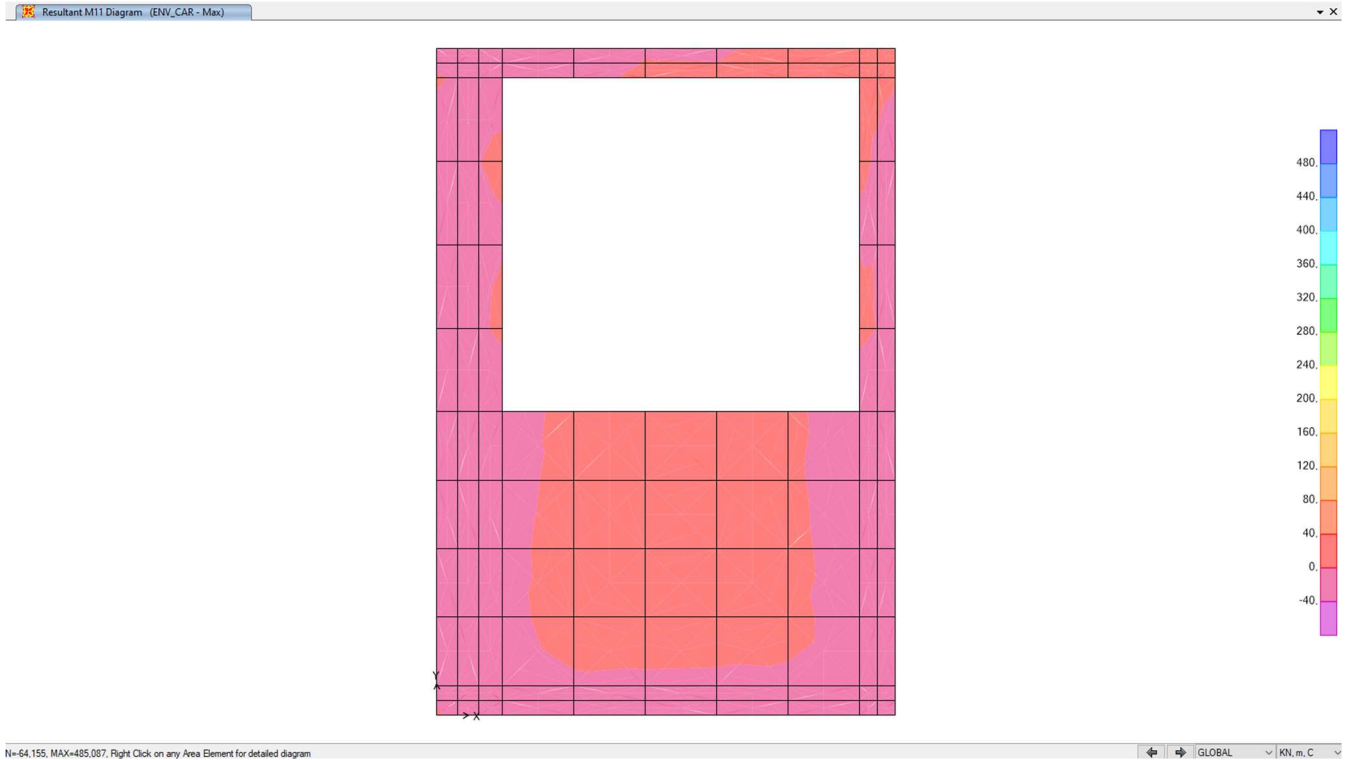 Resultant M11 Diagram (ENV_CAR - Max)
480,
440,
400,
360,
320,
280,
240,
200,
160,
120,
80,
40,
0,
-40,
Y
X
N=-64,155, MAX=485,087, Right Click on any Area Element for detailed diagram
GLOBAL
KN, m, C